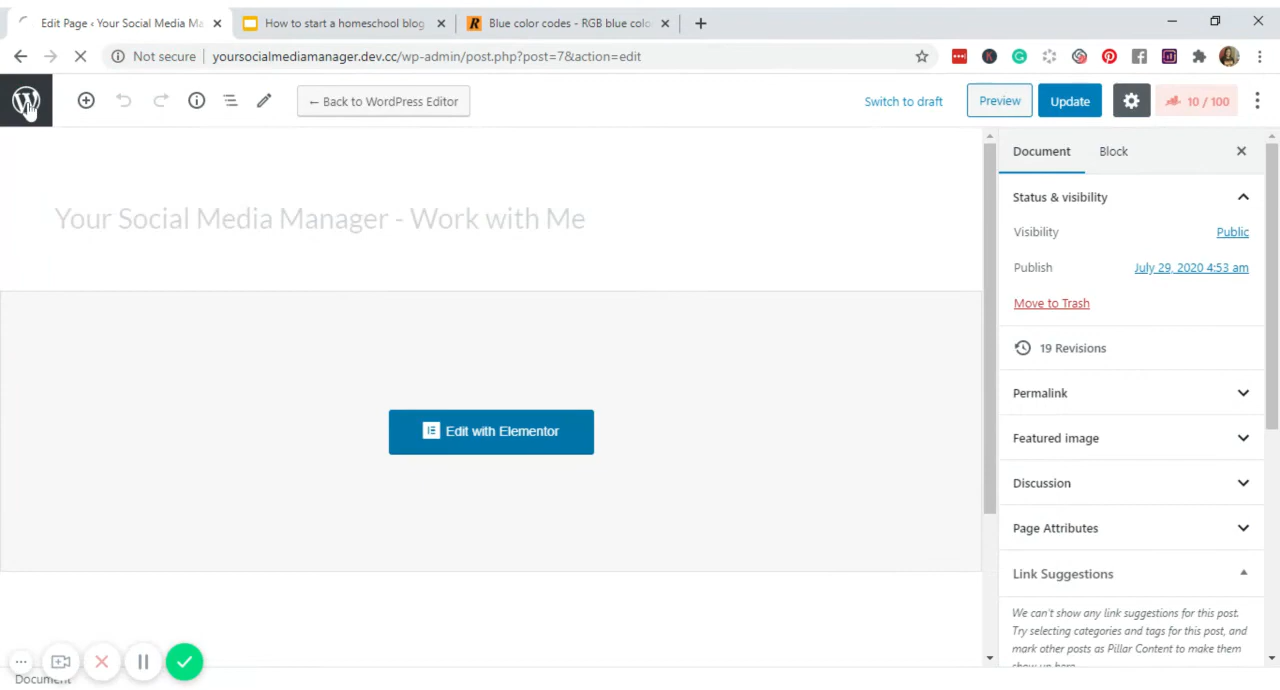 Edit Page ‹ Your Social Media Ma
How to start a homeschool blog
R Blue color codes - RGB blue colo
Not secure
yoursocialmediamanager.dev.cc/wp-admin/post.php?post=7&action=edit
← Back to WordPress Editor
Switch to draft
Preview
Update
10 / 100
Your Social Media Manager - Work with Me
Edit with Elementor
Document
Block
Status & visibility
Visibility
Public
Publish
July 29, 2020 4:53 am
Move to Trash
19 Revisions
Permalink
Featured image
Discussion
Page Attributes
Link Suggestions
We can't show any link suggestions for this post.
Try selecting categories and tags for this post, and
mark other posts as Pillar Content to make them
show up here.
Document